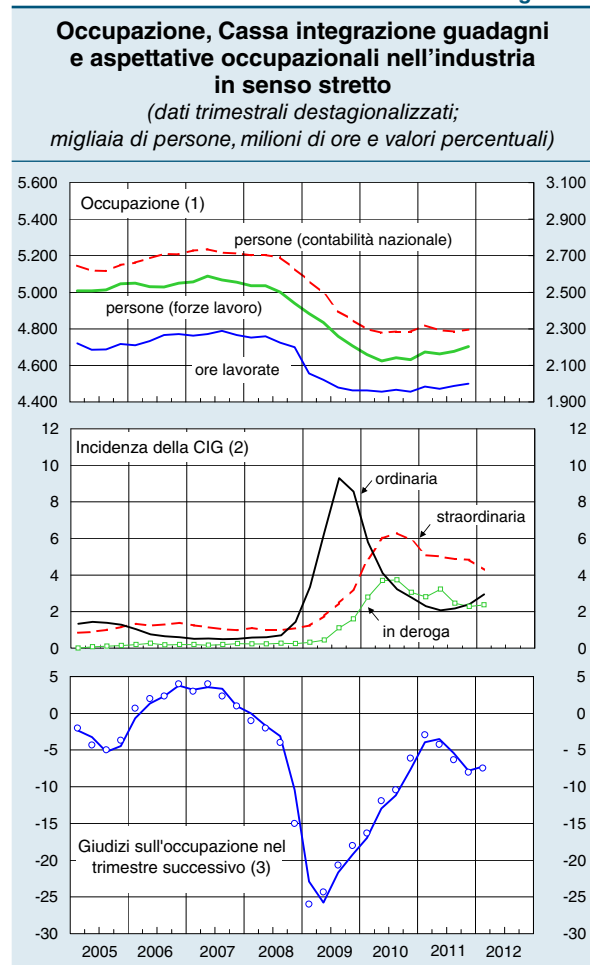 Occupazione, Cassa integrazione guadagni
e aspettative occupazionali nell'industria
in senso stretto
(dati trimestrali destagionalizzati;
migliaia di persone, milioni di ore e valori percentuali)
5.600 3.100
Occupazione (1)
5.400 2.900
persone (contabilità nazionale)
5.200 2.700
5.000 2.500
persone (forze lavoro)
4.800 2.300
4.600 2.100
ore lavorate
4.400 1.900
12 12
Incidenza della CIG (2)
10 10
ordinaria
8 8
straordinaria
6 6
4 4
2 2
in deroga
0 0
5 5
0 0
-5 - 5
-10 -10
-15 -15
Giudizi sull'occupazione nel
trimestre successivo (3)
-20 -20
-25 -25
-30 -30
2005 2006 2007 2008 2009 2010 2011 2012